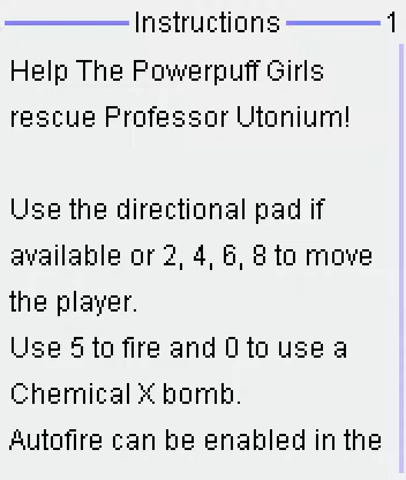 Instructions 1
Help The Powerpuff Girls
rescue Professor Utonium!
Use the directional pad if
available or 2, 4, 6, 8 to move
the player.
Use 5 to fire and 0 to use a
Chemical X bomb.
Autofire can be enabled in the